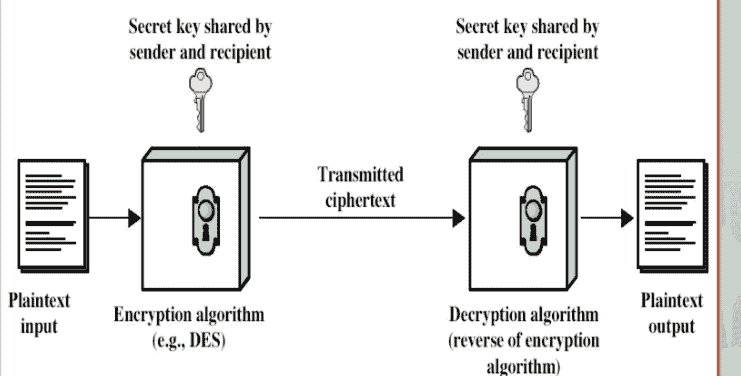 Secret key shared by
sender and recipient
Secret key shared by
sender and recipient
Transmitted
ciphertext
Plaintext
input
Encryption algorithm
(e.g., DES)
Decryption algorithm
(reverse of encryption
algorithm)
Plaintext
output